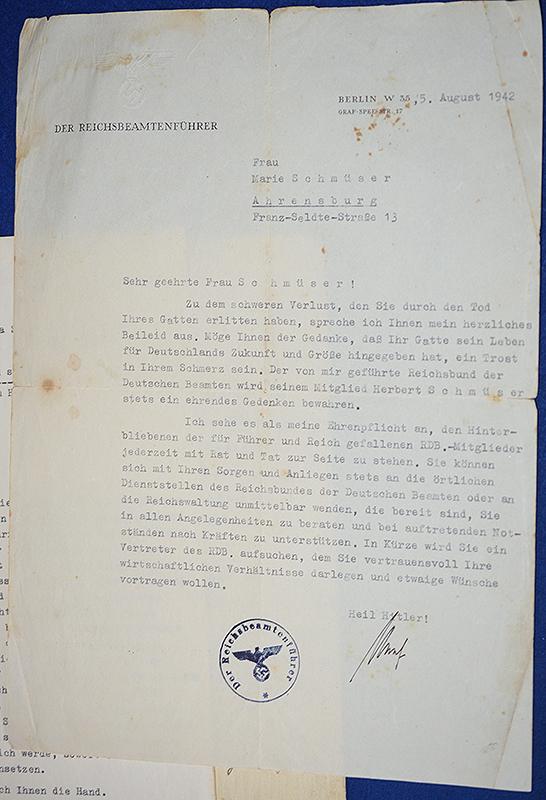 BERLIN W 35, 5. August 1942
GRAF-SPEE-STR. 17
DER REICHSBEAMTENFÜHRER
Frau
Marie S c h m ü s e r
A h r e n s b u r g
Franz-Seldte-Straße 13
Sehr geehrte Frau S c h m ü s e r !
Zu dem schweren Verlust, den Sie durch den Tod
Ihres Gatten erlitten haben, spreche ich Ihnen mein herzliches
Beileid aus. Möge Ihnen der Gedanke, daß Ihr Gatte sein Leben
für Deutschlands Zukunft und Größe hingegeben hat, ein Trost
in Ihrem Schmerz sein. Der von mir geführte Reichsbund der
Deutschen Beamten wird seinem Mitglied Herbert S c h m ü s e r
stets ein ehrendes Gedenken bewahren.
Ich sehe es als meine Ehrenpflicht an, den Hinter-
bliebenen der für Führer und Reich gefallenen RDB.-Mitglieder
jederzeit mit Rat und Tat zur Seite zu stehen. Sie können
sich mit Ihren Sorgen und Anliegen stets an die örtlichen
Dienststellen des Reichsbundes der Deutschen Beamten oder an
die Reichswaltung unmittelbar wenden, die bereit sind, Sie
in allen Angelegenheiten zu beraten und bei auftretenden Not-
ständen nach Kräften zu unterstützen. In Kürze wird Sie ein
Vertreter des RDB. aufsuchen, dem Sie vertrauensvoll Ihre
wirtschaftlichen Verhältnisse darlegen und etwaige Wünsche
vortragen wollen.
Heil Hitler!
Der Reichsbeamtenführer
*
ich werde,
nsetzen.
ch Ihnen die Hand.